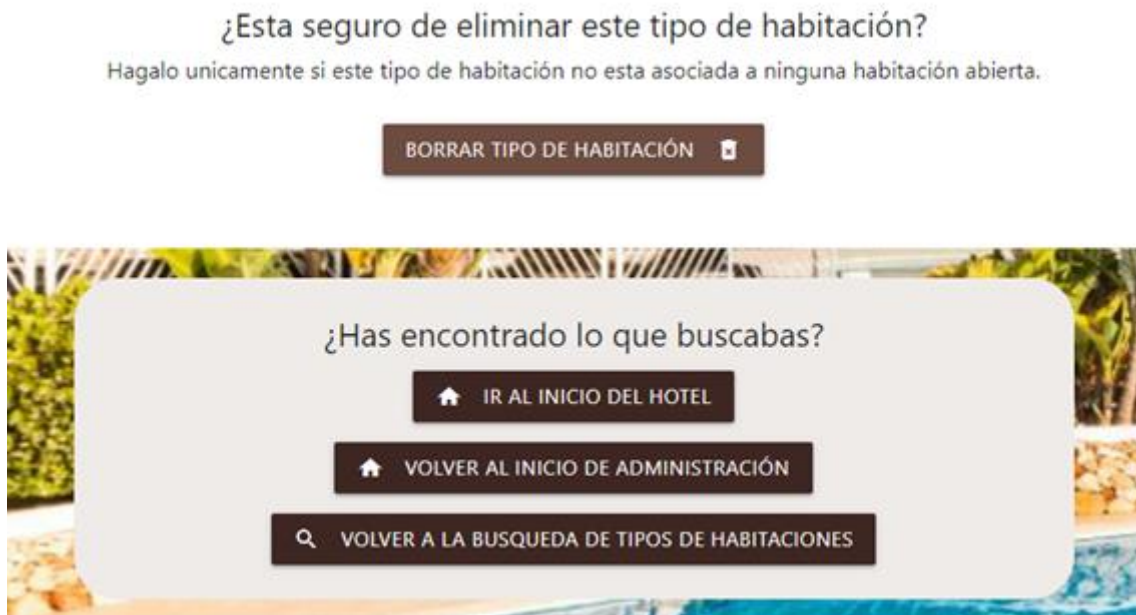 ¿Esta seguro de eliminar este tipo de habitación?
Hagalo unicamente si este tipo de habitación no esta asociada a ninguna habitación abierta.
BORRAR TIPO DE HABITACIÓN
¿Has encontrado lo que buscabas?
IR AL INICIO DEL HOTEL
VOLVER AL INICIO DE ADMINISTRACIÓN
VOLVER A LA BUSQUEDA DE TIPOS DE HABITACIONES